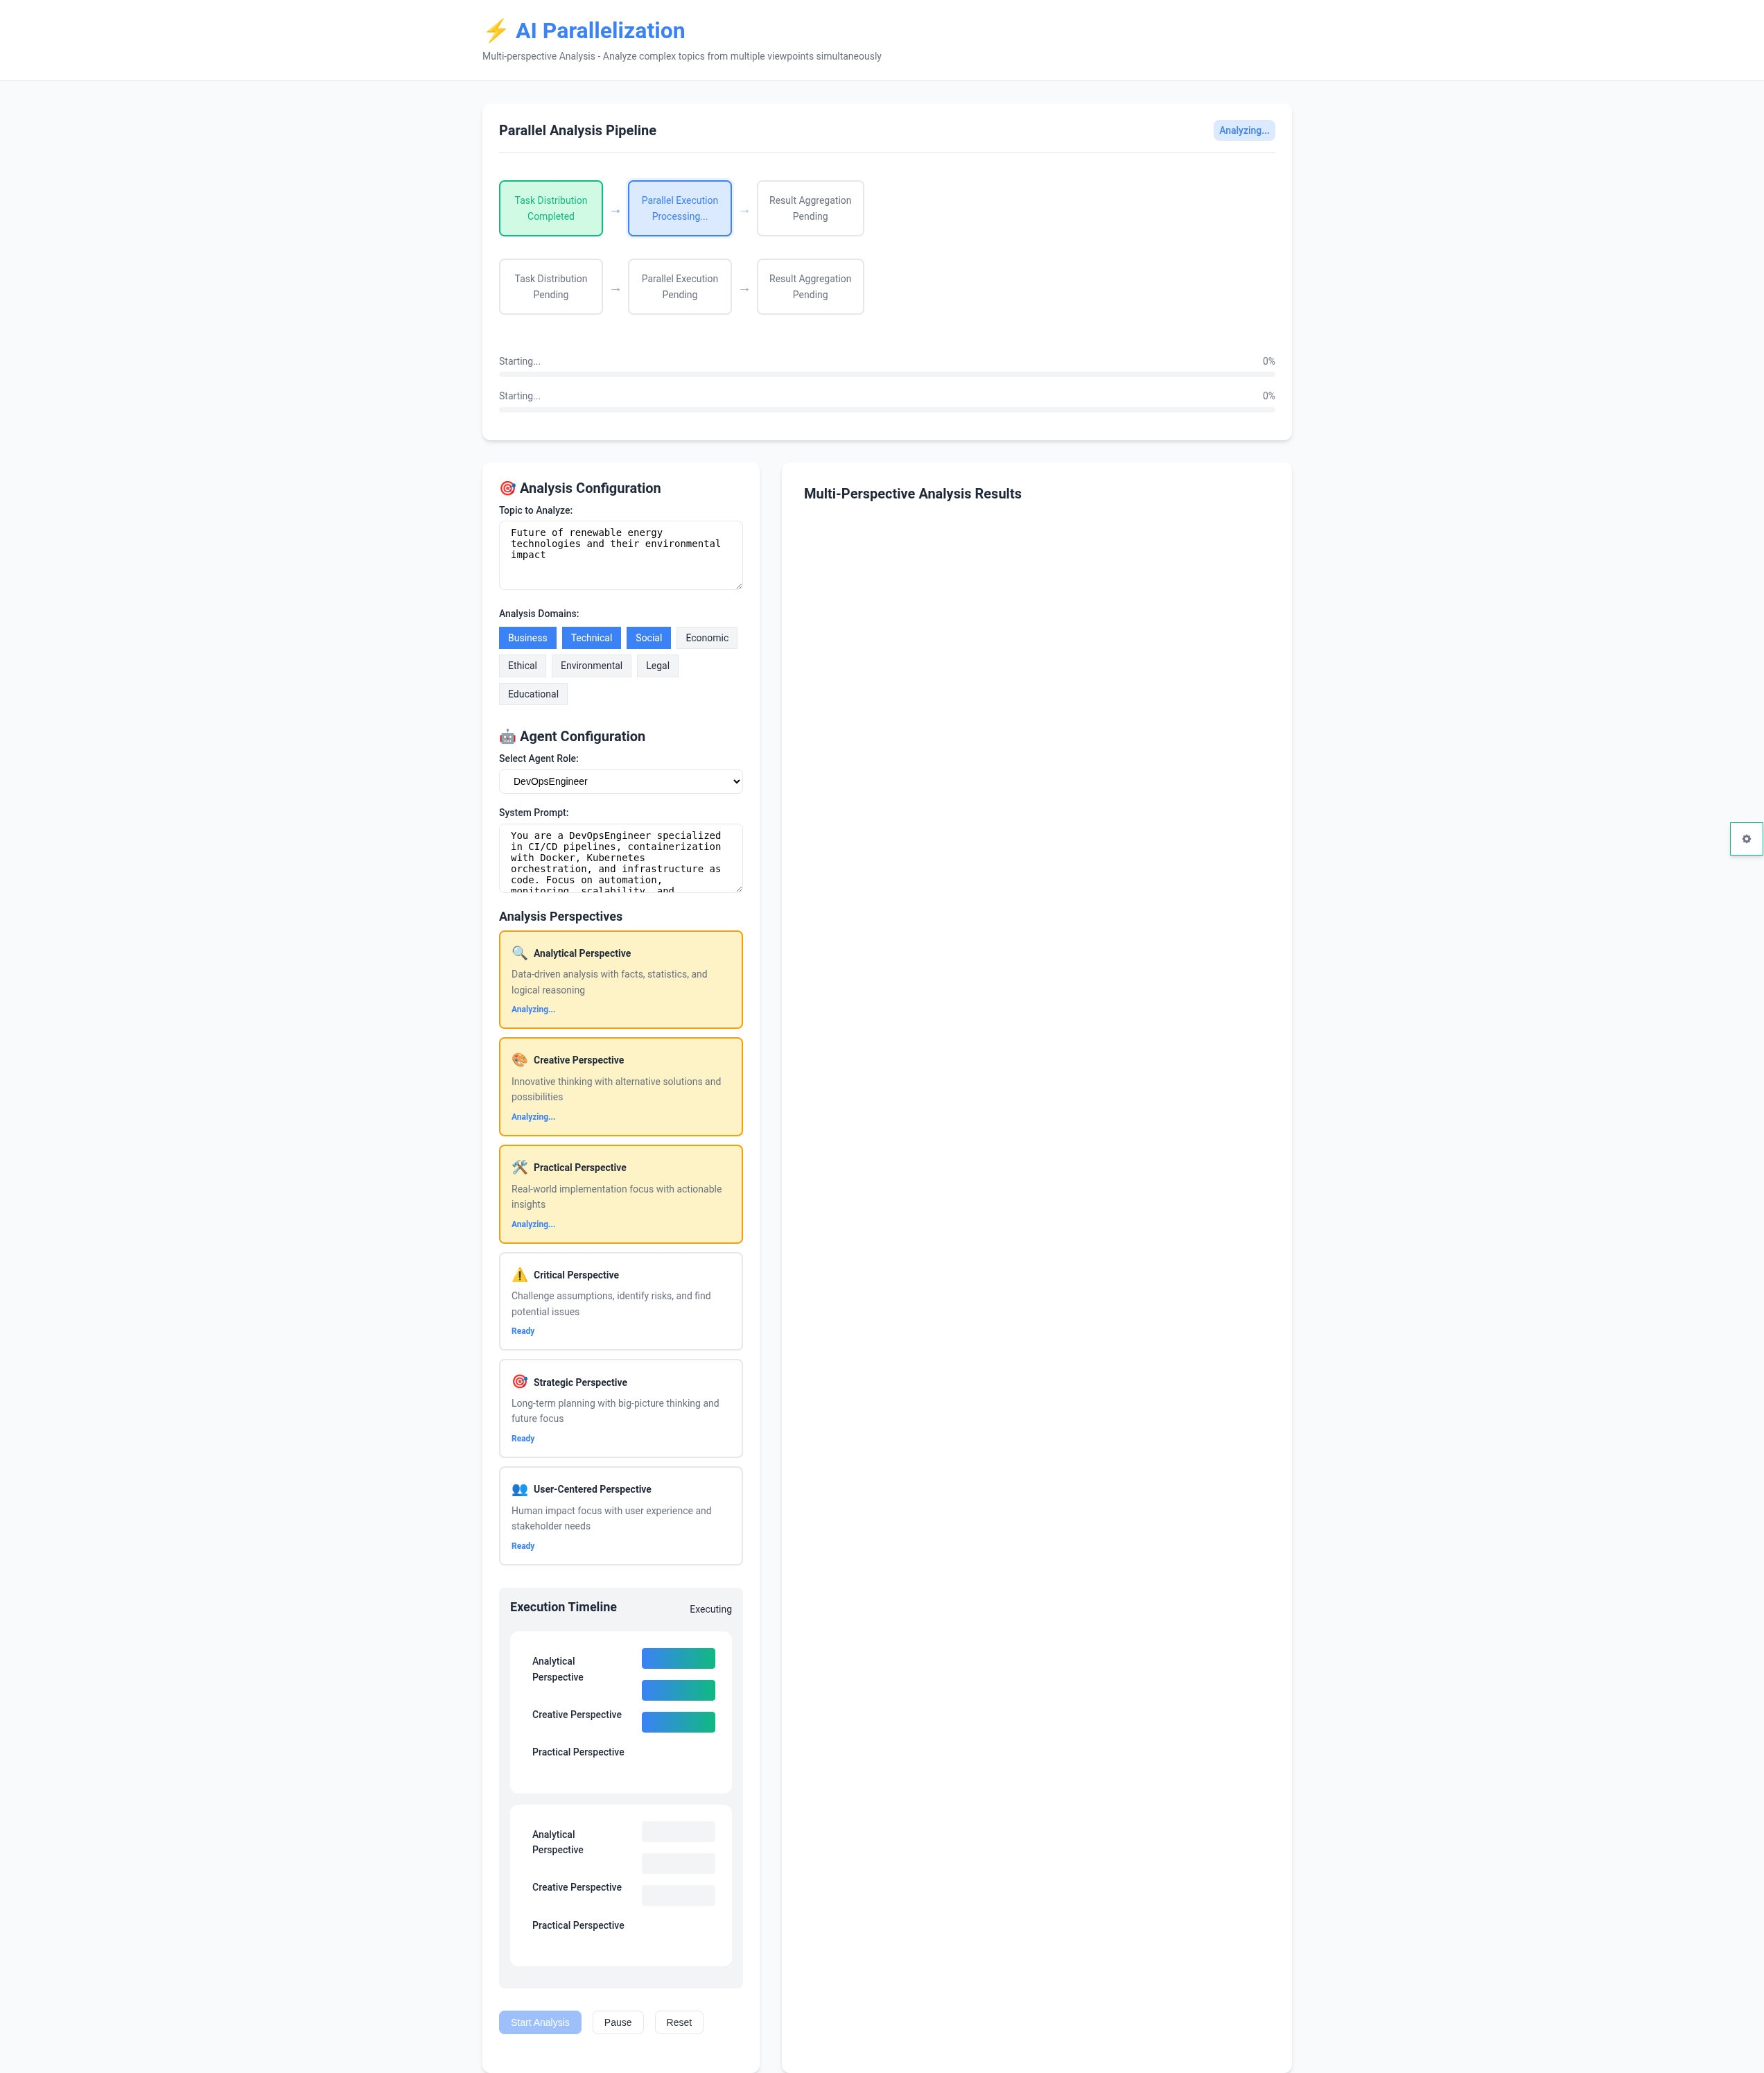 ⚡ AI Parallelization
Multi-perspective Analysis - Analyze complex topics from multiple viewpoints simultaneously
Parallel Analysis Pipeline
Analyzing...
Task Distribution
Completed
→
Parallel Execution
Processing...
→
Result Aggregation
Pending
Task Distribution
Pending
→
Parallel Execution
Pending
→
Result Aggregation
Pending
Starting...
0%
Starting...
0%
🎯 Analysis Configuration
Topic to Analyze:
Future of renewable energy
technologies and their environmental
impact
Analysis Domains:
Business
Technical
Social
Economic
Ethical
Environmental
Legal
Educational
🤖 Agent Configuration
Select Agent Role:
DevOpsEngineer
System Prompt:
You are a DevOpsEngineer specialized
in CI/CD pipelines, containerization
with Docker, Kubernetes
orchestration, and infrastructure as
code. Focus on automation,
monitoring, scalability, and
Analysis Perspectives
🔍 Analytical Perspective
Data-driven analysis with facts, statistics, and
logical reasoning
Analyzing...
🎨 Creative Perspective
Innovative thinking with alternative solutions and
possibilities
Analyzing...
🛠️ Practical Perspective
Real-world implementation focus with actionable
insights
Analyzing...
⚠️ Critical Perspective
Challenge assumptions, identify risks, and find
potential issues
Ready
🎯 Strategic Perspective
Long-term planning with big-picture thinking and
future focus
Ready
👥 User-Centered Perspective
Human impact focus with user experience and
stakeholder needs
Ready
Execution Timeline
Executing
Analytical
Perspective
Creative Perspective
Practical Perspective
Analytical
Perspective
Creative Perspective
Practical Perspective
Start Analysis
Pause
Reset
Multi-Perspective Analysis Results